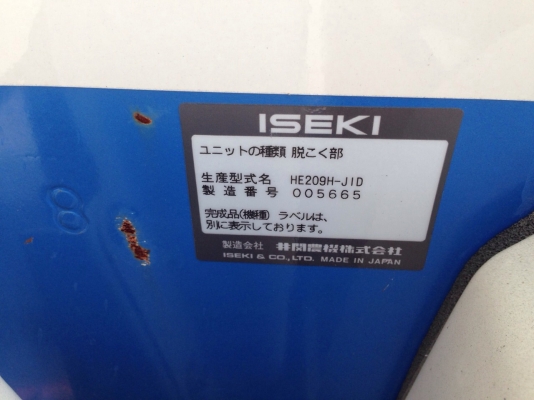 ISEKI
ユニットの種類 脱こく部
生産型式名 HE209H-JID
製造番号 005665
完成品(機種) ラベルは、
別に表示しております。
製造会社 井関農機株式会社
ISEKI & CO.,LTD. MADE IN JAPAN
8